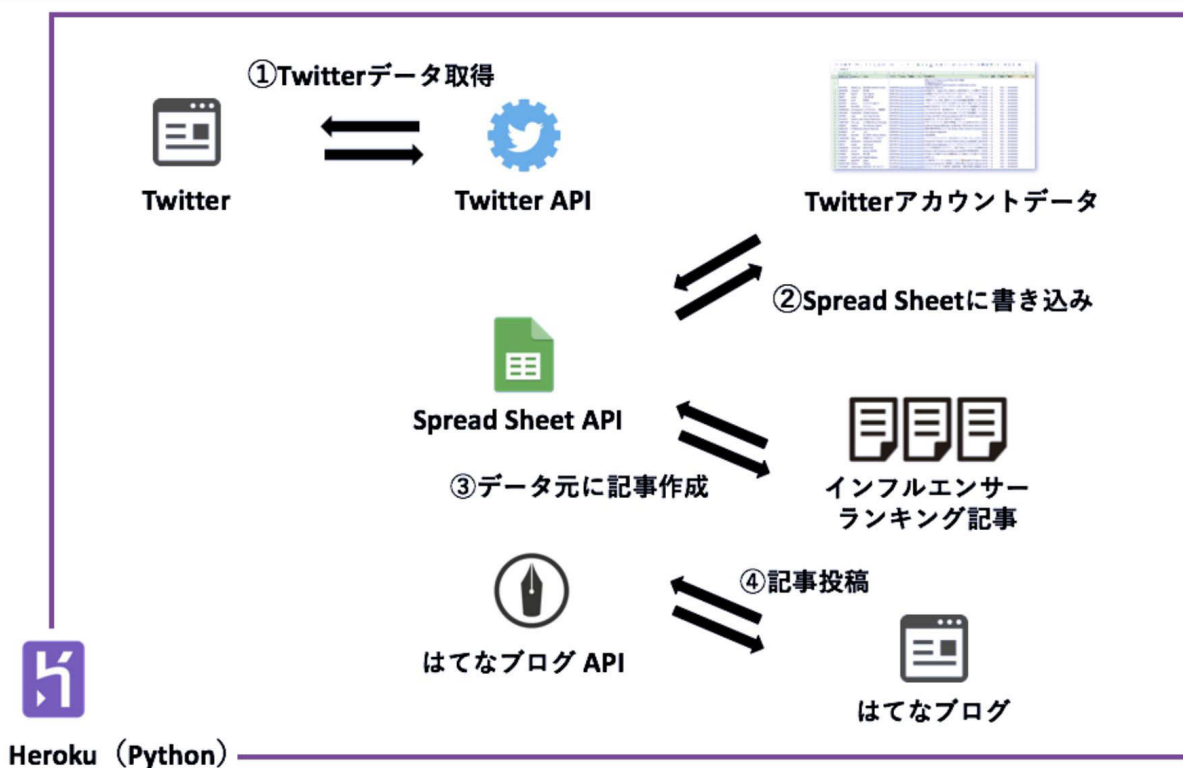 ①Twitterデータ取得
Twitter
Twitter API
Twitterアカウントデータ
②Spread Sheetに書き込み
Spread Sheet API
③データ元に記事作成
インフルエンサー
ランキング記事
④記事投稿
はてなブログ API
はてなブログ
Heroku（Python）